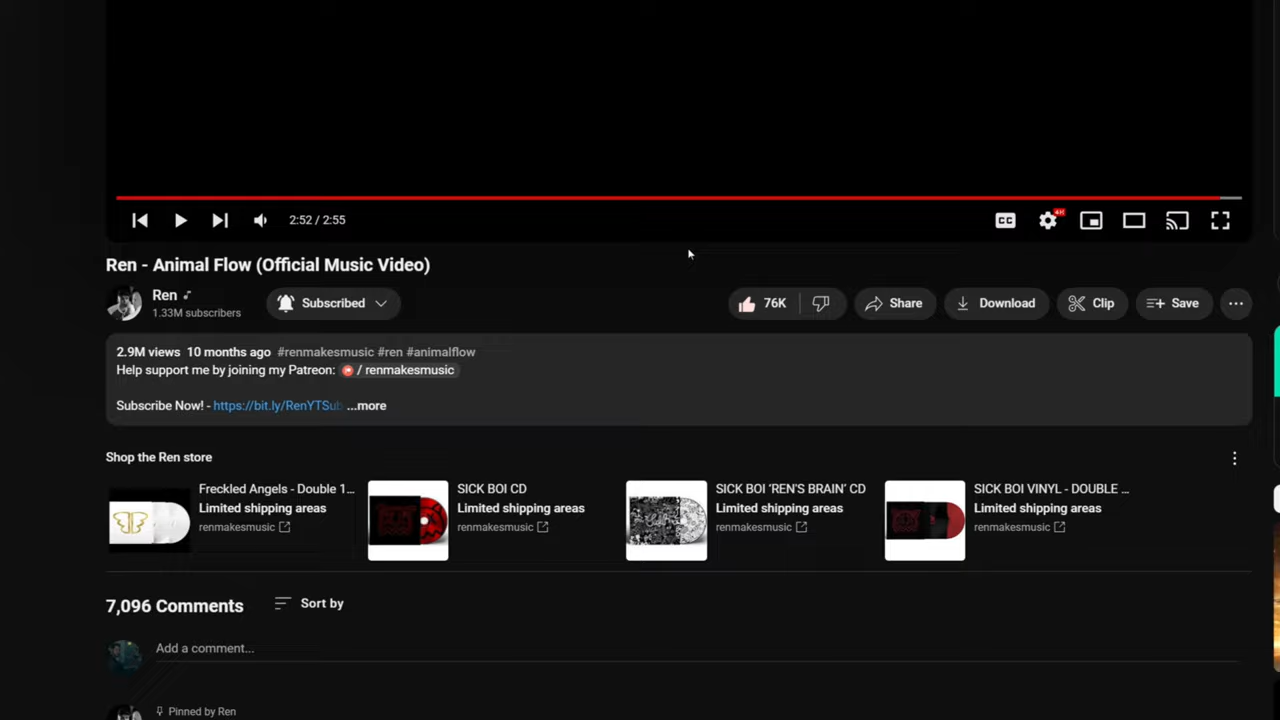 2:52 / 2:55
CC
4K
Ren - Animal Flow (Official Music Video)
Ren
1.33M subscribers
Subscribed
76K
Share
Download
Clip
Save
2.9M views 10 months ago #renmakesmusic #ren #animalflow
Help support me by joining my Patreon: / renmakesmusic
Subscribe Now! - https://bit.ly/RenYTSub ...more
Shop the Ren store
Freckled Angels - Double 1...
Limited shipping areas
renmakesmusic
SICK BOI CD
Limited shipping areas
renmakesmusic
SICK BOI 'REN'S BRAIN' CD
Limited shipping areas
renmakesmusic
SICK BOI VINYL - DOUBLE ...
Limited shipping areas
renmakesmusic
7,096 Comments
Sort by
Add a comment...
Pinned by Ren